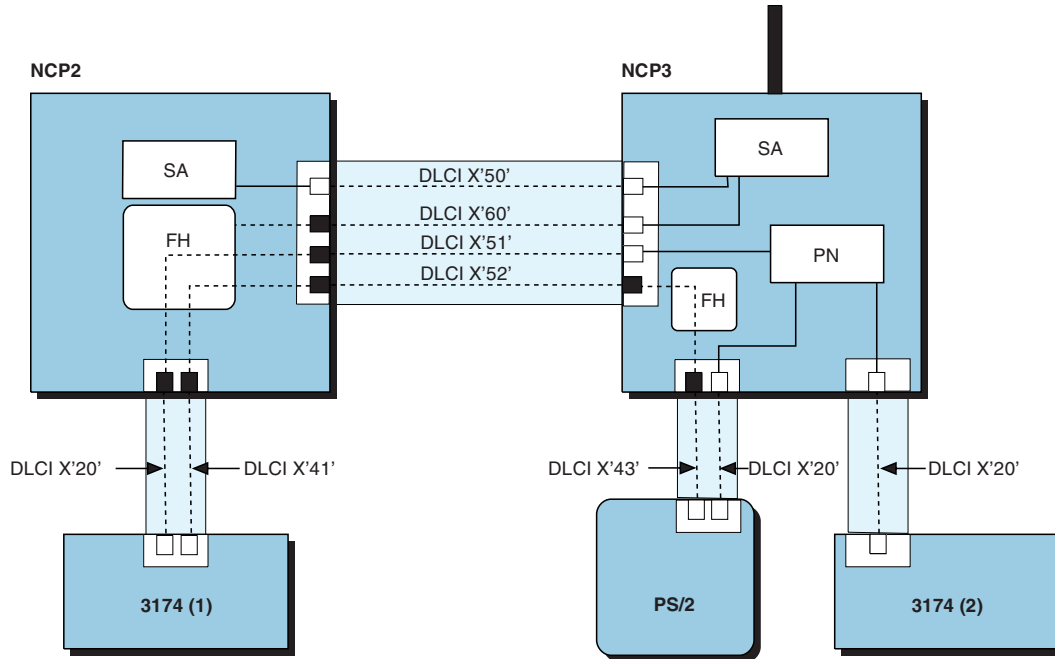 NCP2
NCP3
SA
SA
DLCI X'50'
DLCI X'60'
FH
DLCI X'51'
PN
DLCI X'52'
FH
DLCI X'20'
DLCI X'41'
DLCI X'43'
DLCI X'20'
DLCI X'20'
3174 (1)
PS/2
3174 (2)